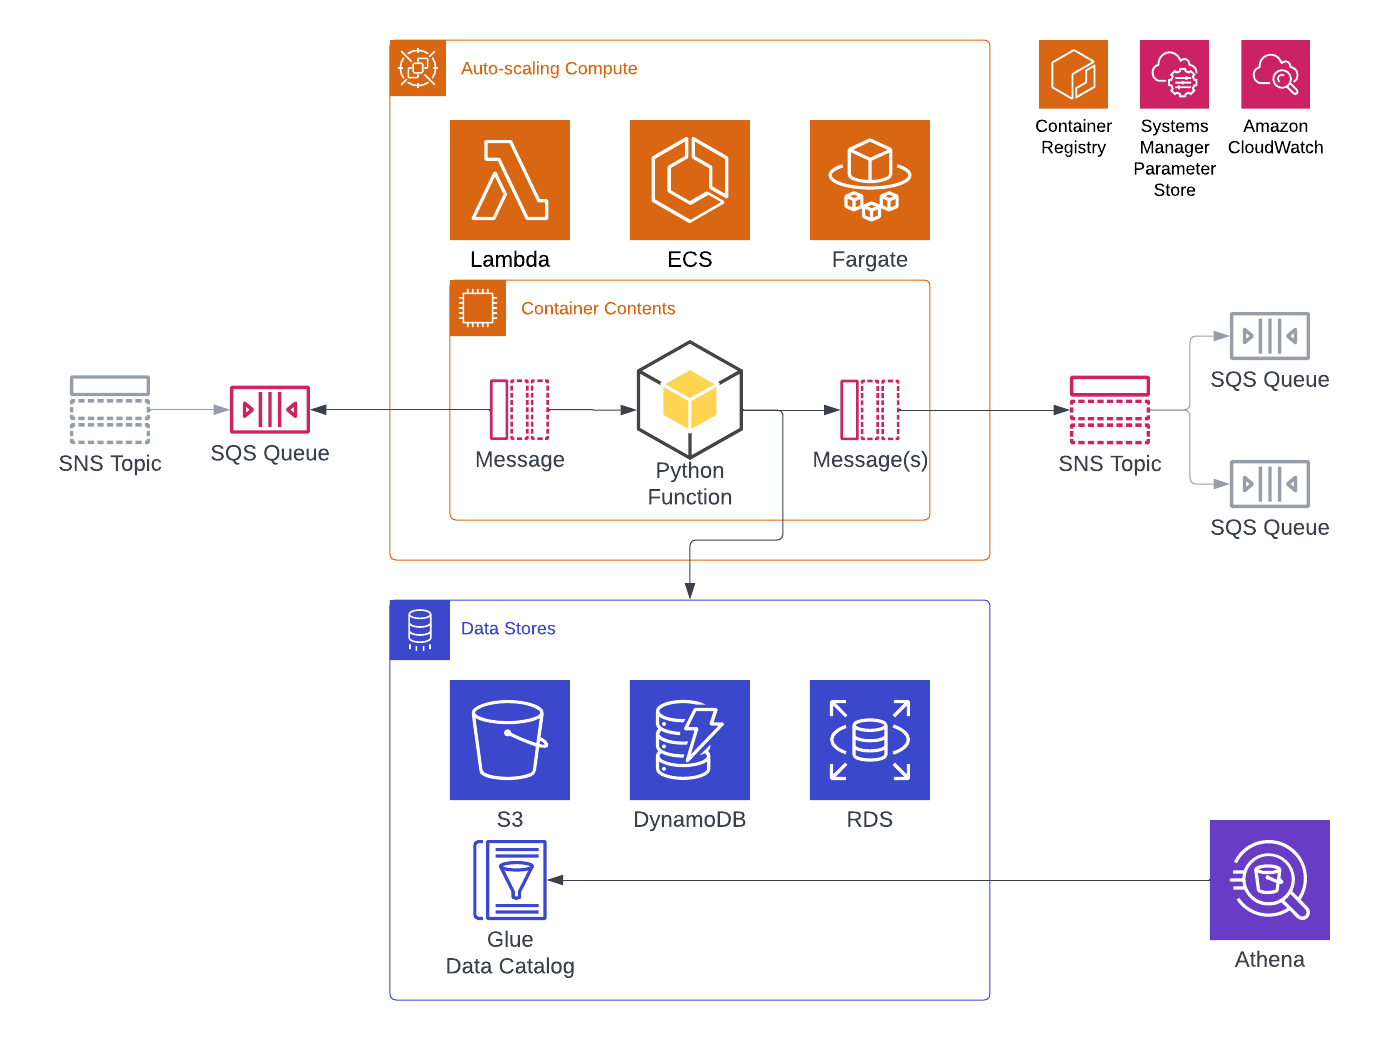 Auto-scaling Compute
Container
Registry
Systems
Manager
Parameter
Store
Amazon
CloudWatch
Lambda
ECS
Fargate
Container Contents
SNS Topic
SQS Queue
Message
Python
Function
Message(s)
SNS Topic
SQS Queue
SQS Queue
Data Stores
S3
DynamoDB
RDS
Glue
Data Catalog
Athena